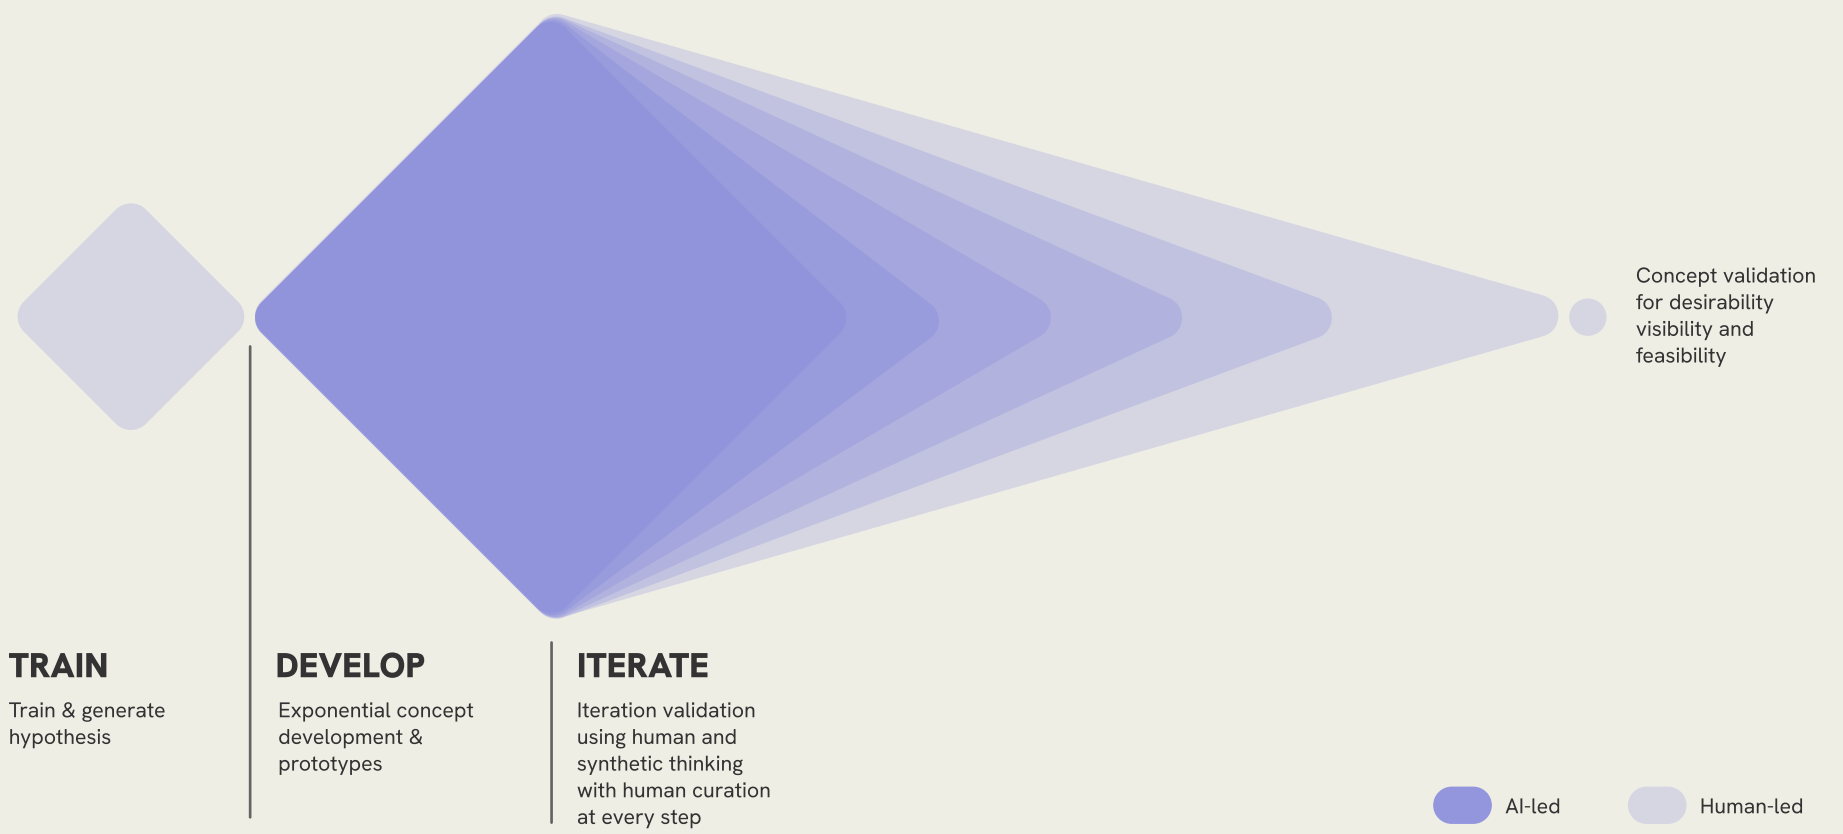 Concept validation
for desirability
visibility and
feasibility
TRAIN
Train & generate
hypothesis
DEVELOP
Exponential concept
development &
prototypes
ITERATE
Iteration validation
using human and
synthetic thinking
with human curation
at every step
AI-led
Human-led